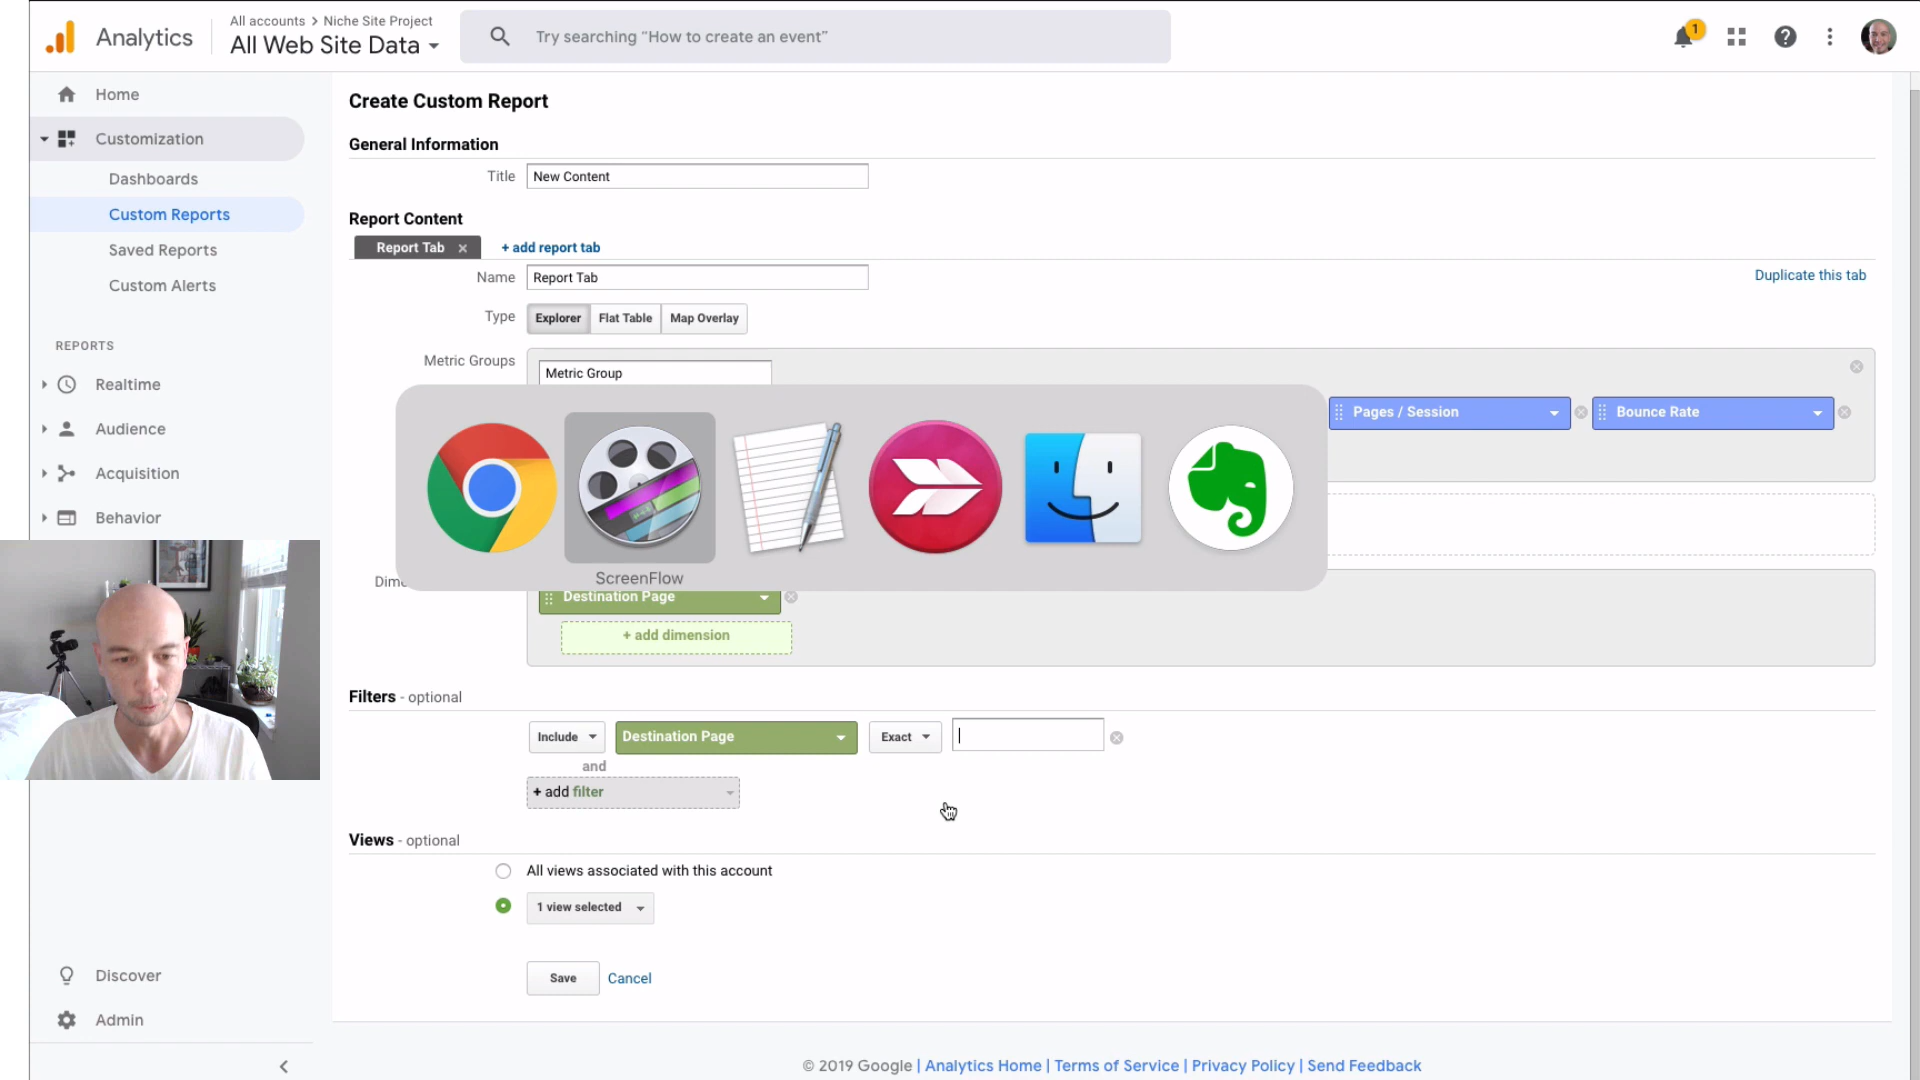 Analytics
All accounts > Niche Site Project
All Web Site Data
Try searching “How to create an event”
1
Home
Customization
Dashboards
Custom Reports
Saved Reports
Custom Alerts
REPORTS
Realtime
Audience
Acquisition
Behavior
Discover
Admin
Create Custom Report
General Information
Title
New Content
Report Content
Report Tab
+ add report tab
Name
Report Tab
Duplicate this tab
Type
Explorer
Flat Table
Map Overlay
Metric Groups
Metric Group
Pages / Session
Bounce Rate
ScreenFlow
Destination Page
+ add dimension
Filters - optional
Include
Destination Page
Exact
and
+ add filter
Views - optional
All views associated with this account
1 view selected
Save
Cancel
© 2019 Google | Analytics Home | Terms of Service | Privacy Policy | Send Feedback